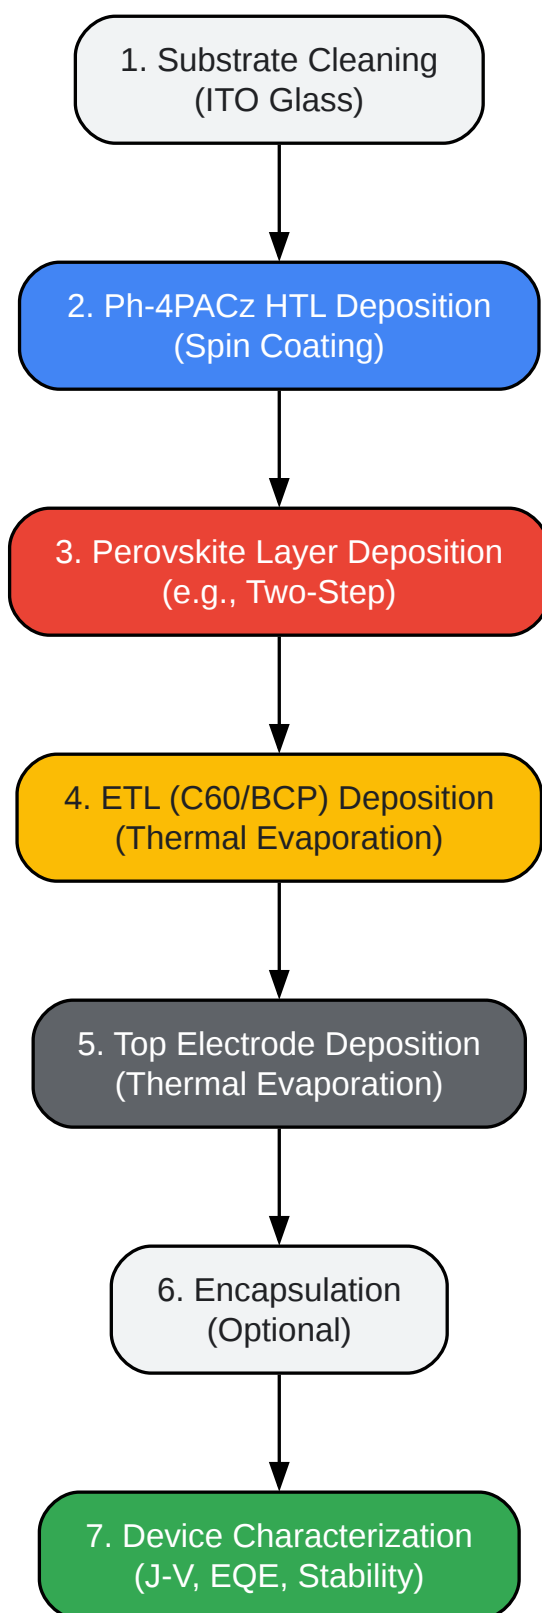 1. Substrate Cleaning
(ITO Glass)
2. Ph-4PACz HTL Deposition
(Spin Coating)
3. Perovskite Layer Deposition
(e.g., Two-Step)
4. ETL (C60/BCP) Deposition
(Thermal Evaporation)
5. Top Electrode Deposition
(Thermal Evaporation)
6. Encapsulation
(Optional)
7. Device Characterization
(J-V, EQE, Stability)